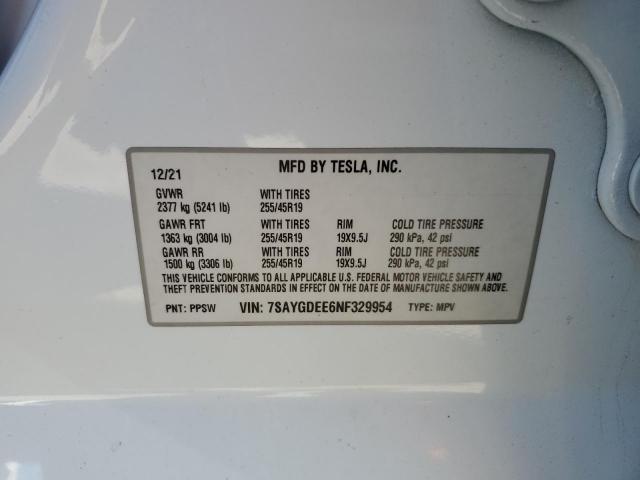 12/21 MFD BY TESLA, INC.
GVWR WITH TIRES
2377 kg (5241 lb) 255/45R19
GAWR FRT WITH TIRES RIM COLD TIRE PRESSURE
1363 kg (3004 lb) 255/45R19 19X9.5J 290 kPa, 42 psi
GAWR RR WITH TIRES RIM COLD TIRE PRESSURE
1500 kg (3306 lb) 255/45R19 19X9.5J 290 kPa, 42 psi
THIS VEHICLE CONFORMS TO ALL APPLICABLE U.S. FEDERAL MOTOR VEHICLE SAFETY AND
THEFT PREVENTION STANDARDS IN EFFECT ON THE DATE OF MANUFACTURE SHOWN ABOVE.
PNT: PPSW VIN: 7SAYGDEE6NF329954 TYPE: MPV